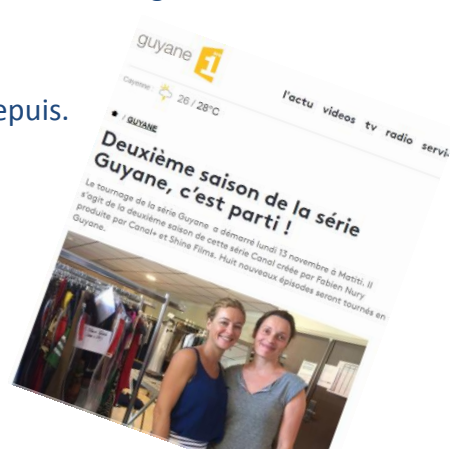 guyane 1
Cayenne : 26 / 28°C
l'actu videos tv radio servi
epuis.
/ GUYANE
Deuxième saison de la série
Guyane, c'est parti !
Le tournage de la série Guyane a démarré lundi 13 novembre à Matiti. Il
s'agit de la deuxième saison de cette série Canal créée par Fabien Nury
produite par Canal+ et Shine Films. Huit nouveaux épisodes seront tournés en
Guyane.